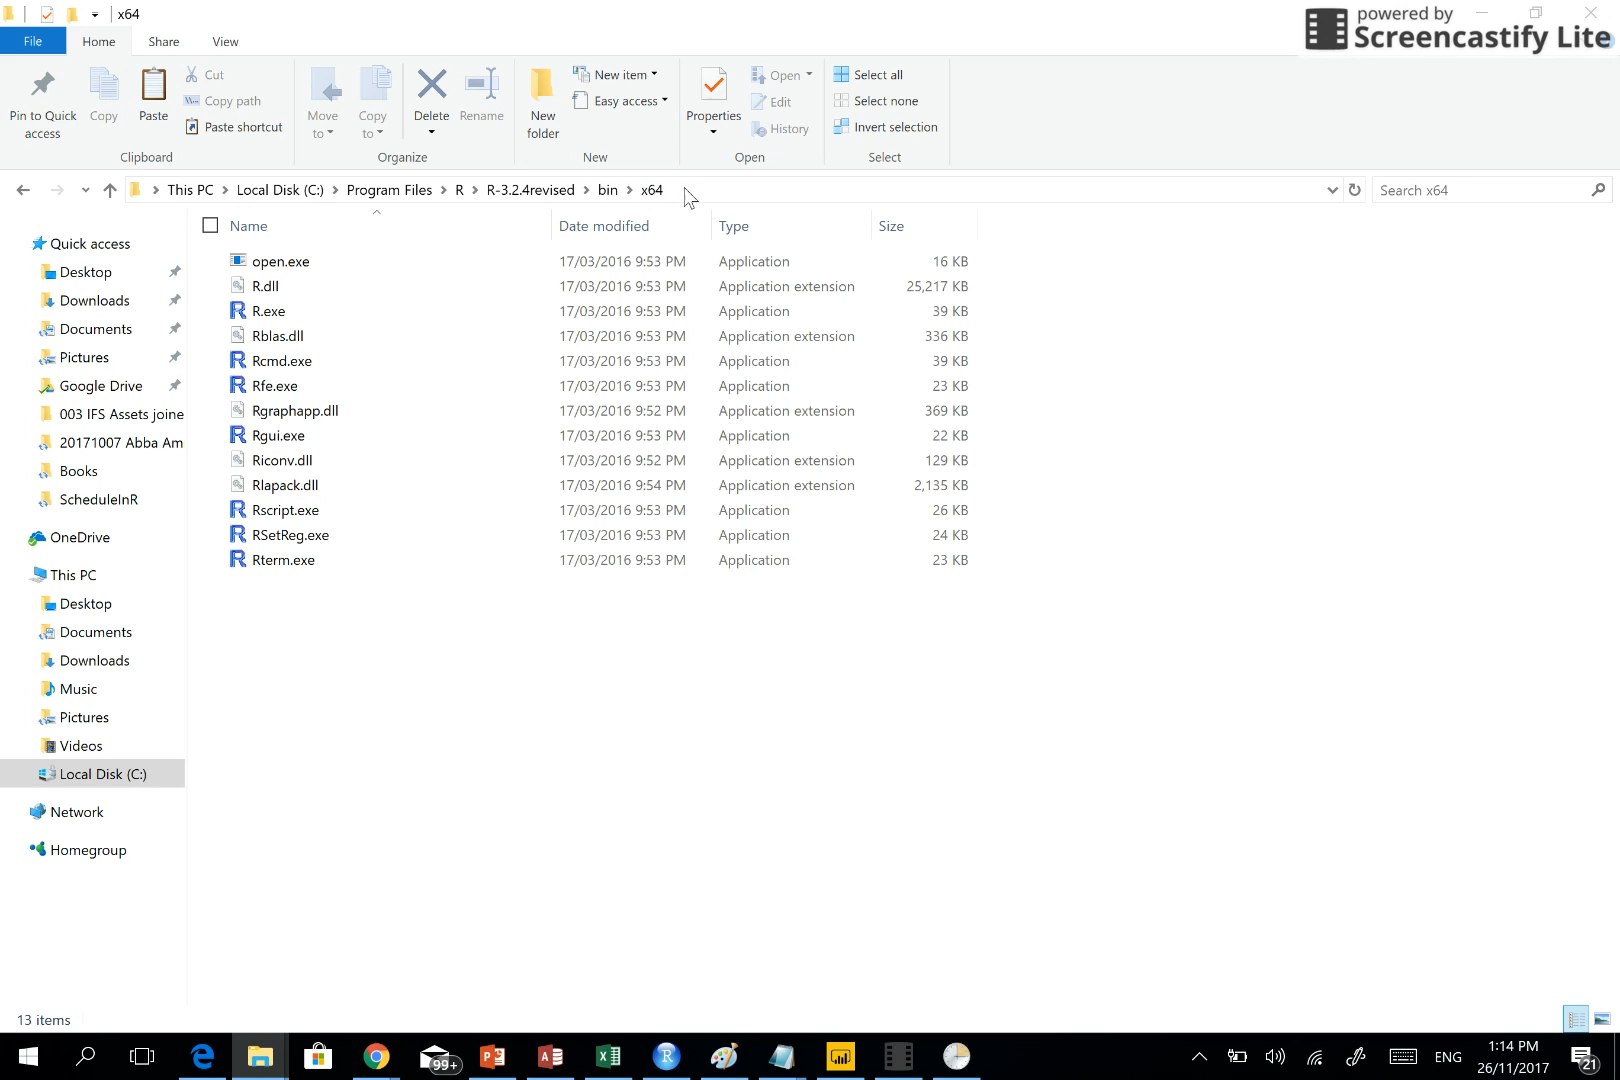 x64
powered by
Screencastify Lite
File Home Share View
Pin to Quick access
Copy
Paste
Cut
Copy path
Paste shortcut
Clipboard
Move to
Copy to
Delete
Rename
Organize
New folder
New item
Easy access
New
Properties
Open
Edit
History
Open
Select all
Select none
Invert selection
Select
This PC > Local Disk (C:) > Program Files > R > R-3.2.4revised > bin > x64
Search x64
Quick access
Desktop
Downloads
Documents
Pictures
Google Drive
003 IFS Assets joine
20171007 Abba Am
Books
ScheduleInR
OneDrive
This PC
Desktop
Documents
Downloads
Music
Pictures
Videos
Local Disk (C:)
Network
Homegroup
Name Date modified Type Size
open.exe 17/03/2016 9:53 PM Application 16 KB
R.dll 17/03/2016 9:53 PM Application extension 25,217 KB
R.exe 17/03/2016 9:53 PM Application 39 KB
Rblas.dll 17/03/2016 9:53 PM Application extension 336 KB
Rcmd.exe 17/03/2016 9:53 PM Application 39 KB
Rfe.exe 17/03/2016 9:53 PM Application 23 KB
Rgraphapp.dll 17/03/2016 9:52 PM Application extension 369 KB
Rgui.exe 17/03/2016 9:53 PM Application 22 KB
Riconv.dll 17/03/2016 9:52 PM Application extension 129 KB
Rlapack.dll 17/03/2016 9:54 PM Application extension 2,135 KB
Rscript.exe 17/03/2016 9:53 PM Application 26 KB
RSetReg.exe 17/03/2016 9:53 PM Application 24 KB
Rterm.exe 17/03/2016 9:53 PM Application 23 KB
13 items
99+
ENG
1:14 PM
26/11/2017
21